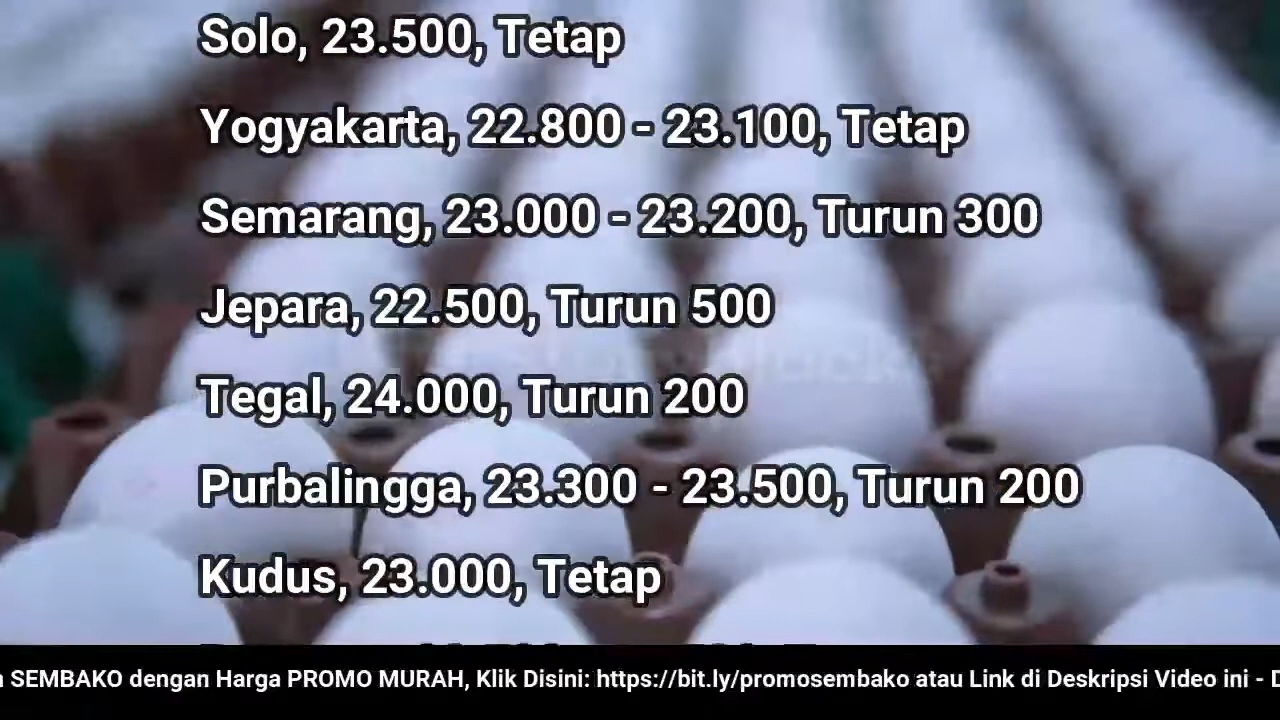 Solo, 23.500, Tetap
Yogyakarta, 22.800 - 23.100, Tetap
Semarang, 23.000 - 23.200, Turun 300
Jepara, 22.500, Turun 500
Tegal, 24.000, Turun 200
Purbalingga, 23.300 - 23.500, Turun 200
Kudus, 23.000, Tetap
SEMBAKO dengan Harga PROMO MURAH, Klik Disini: https://bit.ly/promosembako atau Link di Deskripsi Video ini -